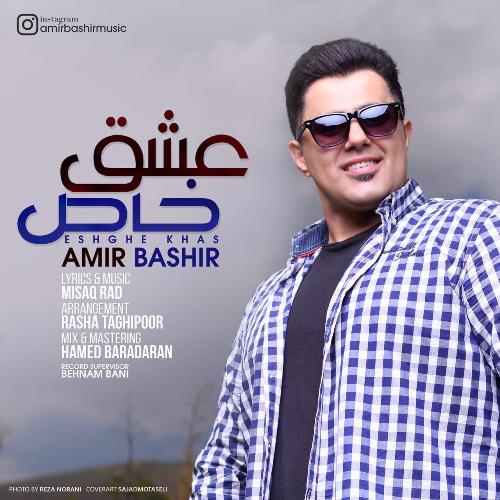 instagram
amirbashirmusic
عشق
خاص
ESHGHE KHAS
AMIR BASHIR
LYRICS & MUSIC
MISAQ RAD
ARRANGEMENT
RASHA TAGHIPOOR
MIX & MASTERING
HAMED BARADARAN
RECORD SUPERVISOR
BEHNAM BANI
PHOTO BY REZA NORANI COVERART SAJADMOTASELI